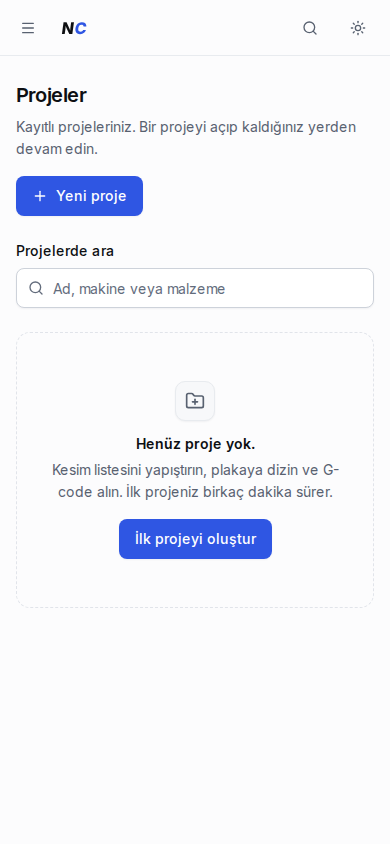 NC
Projeler
Kayıtlı projeleriniz. Bir projeyi açıp kaldığınız yerden
devam edin.
Yeni proje
Projelerde ara
Ad, makine veya malzeme
Henüz proje yok.
Kesim listesini yapıştırın, plakaya dizin ve G-
code alın. İlk projeniz birkaç dakika sürer.
İlk projeyi oluştur